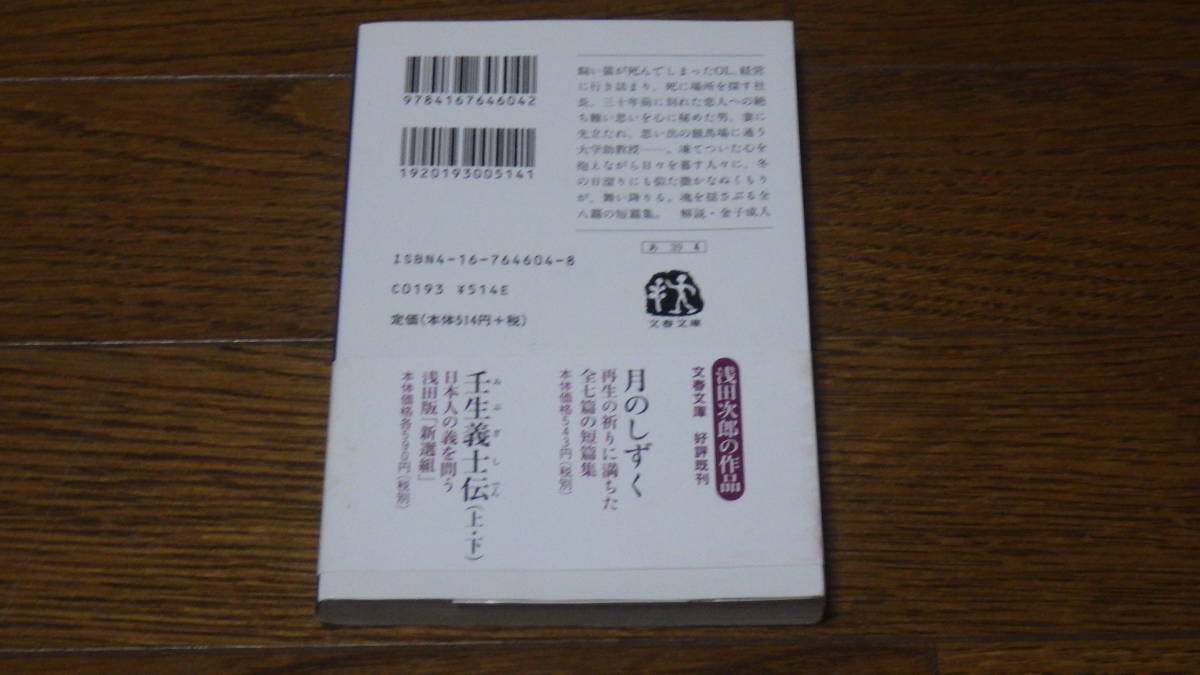 9784167646042
1920193005141
飼い猫が死んでしまったOL、経営
に行き詰まり、死に場所を探す社
長、三十年前に別れた恋人への絶
ち難い思いを心に秘めた男、妻に
先立たれ、思い出の競馬場に通う
大学助教授――。凍てついた心を
抱えながら日々を暮す人々に、冬
の日溜りにも似た微かなぬくもり
が、舞い降りる。魂を揺さぶる全
八篇の短篇集。 解説・金子成人
あ 39 4
ISBN4-16-764604-8
C0193 ¥514E
定価(本体514円+税)
文春文庫
浅田次郎の作品
文春文庫 好評既刊
月のしずく
再生の祈りに満ちた
全七篇の短篇集
本体価格543円(税別)
壬生義士伝(上・下)
みぶぎしでん
日本人の義を問う
浅田版「新選組」
本体価格各590円(税別)